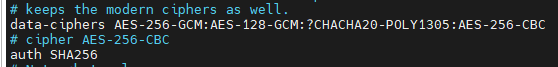 # keeps the modern ciphers as well.
data-ciphers AES-256-GCM:AES-128-GCM:?CHACHA20-POLY1305:AES-256-CBC
# cipher AES-256-CBC
auth SHA256